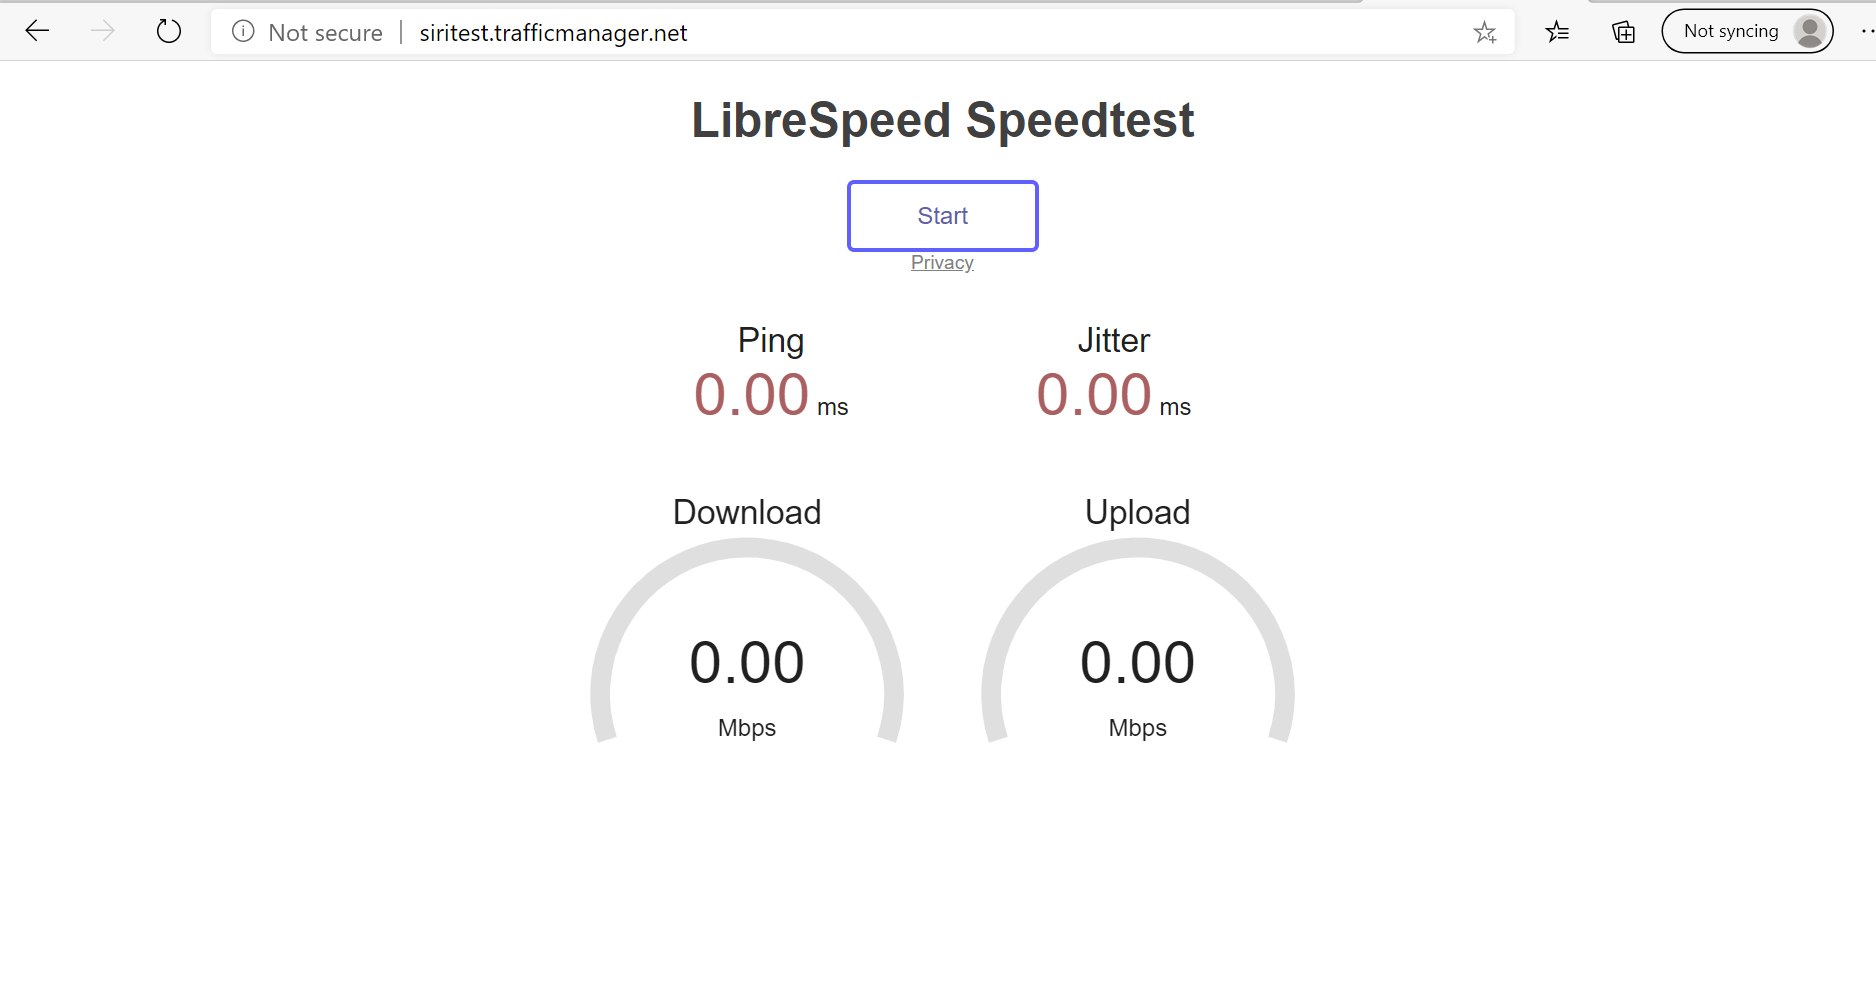 Not secure | siritest.trafficmanager.net Not syncing
LibreSpeed Speedtest
Start
Privacy
Ping Jitter
0.00 ms 0.00 ms
Download Upload
0.00 0.00
Mbps Mbps